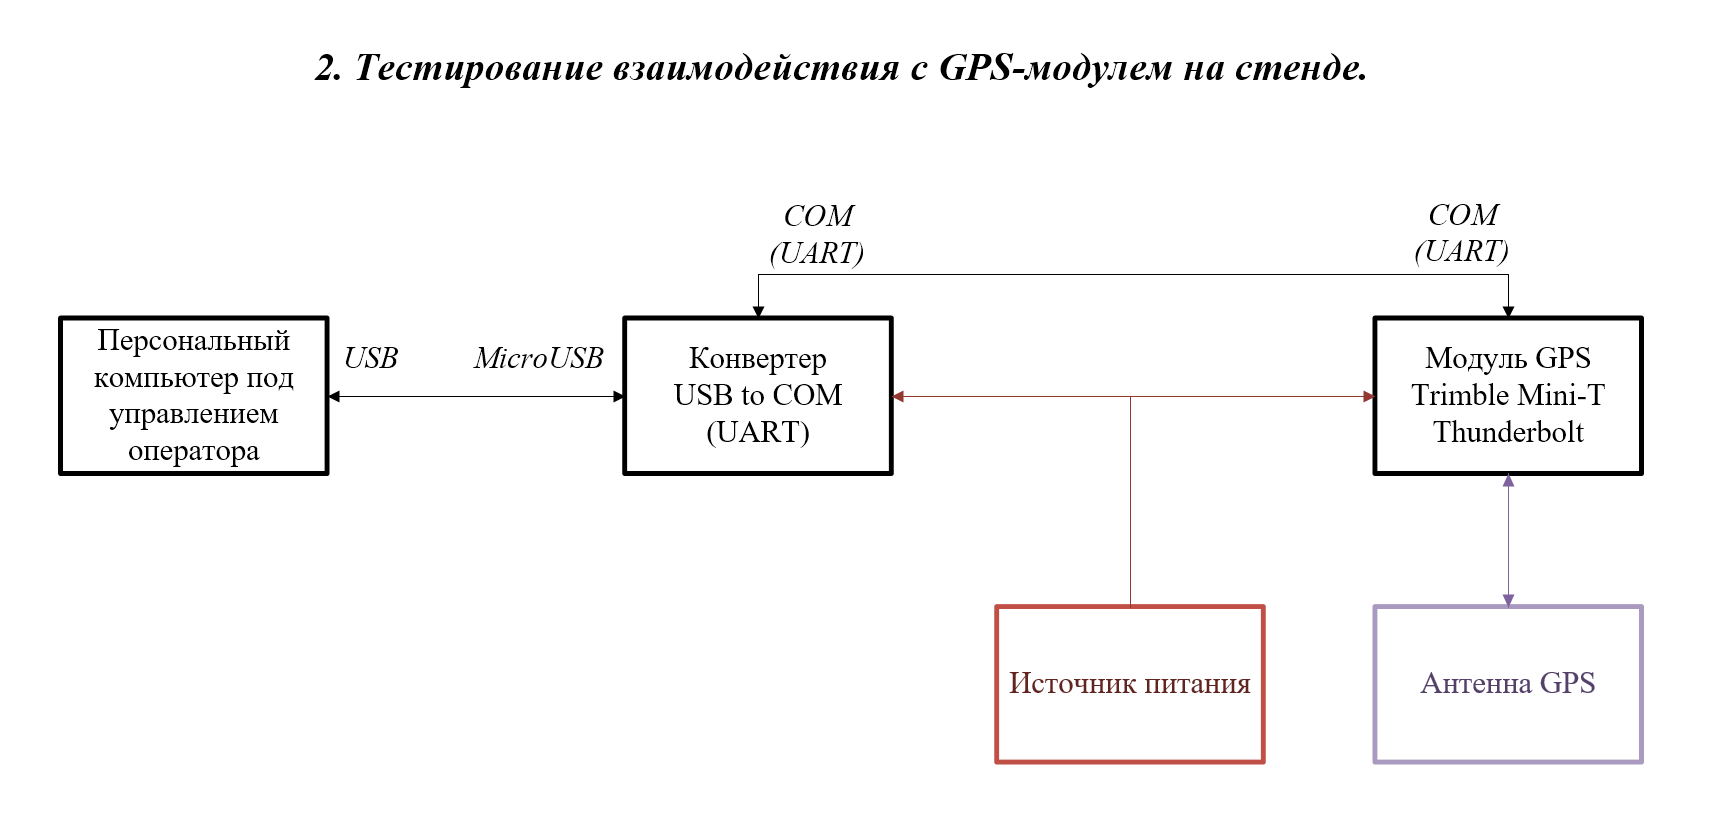 2. Тестирование взаимодействия с GPS-модулем на стенде.
COM
(UART)
COM
(UART)
Персональный
компьютер под
управлением
оператора
USB
MicroUSB
Конвертер
USB to COM
(UART)
Модуль GPS
Trimble Mini-T
Thunderbolt
Источник питания
Антенна GPS